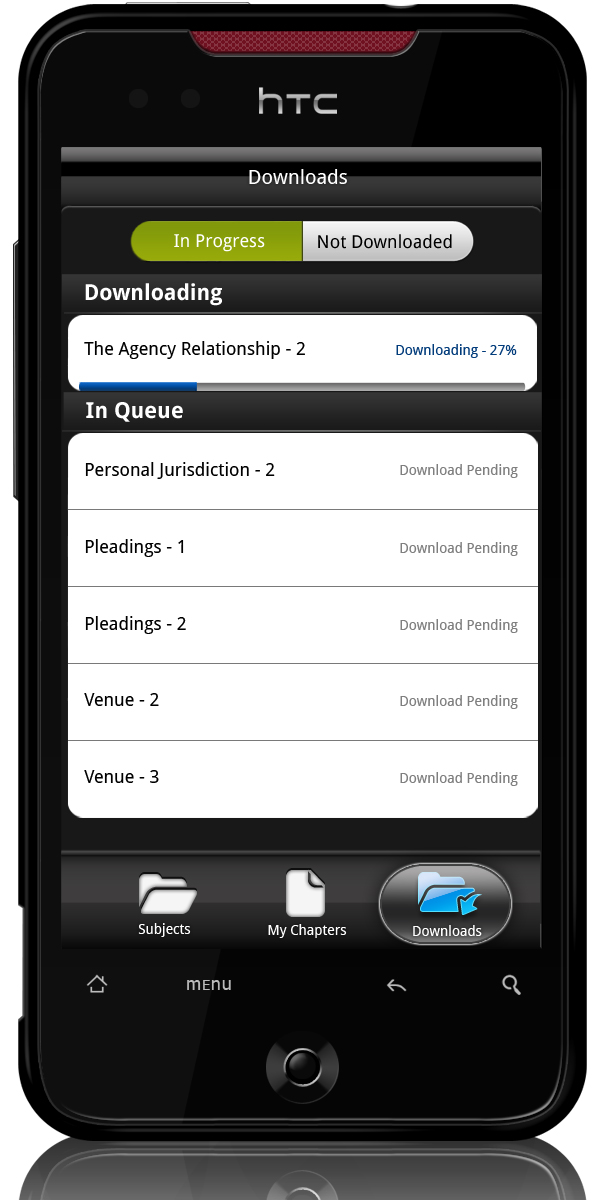 hTC
Downloads
In Progress Not Downloaded
Downloading
The Agency Relationship - 2 Downloading - 27%
In Queue
Personal Jurisdiction - 2 Download Pending
Pleadings - 1 Download Pending
Pleadings - 2 Download Pending
Venue - 2 Download Pending
Venue - 3 Download Pending
Subjects My Chapters Downloads
mEnu